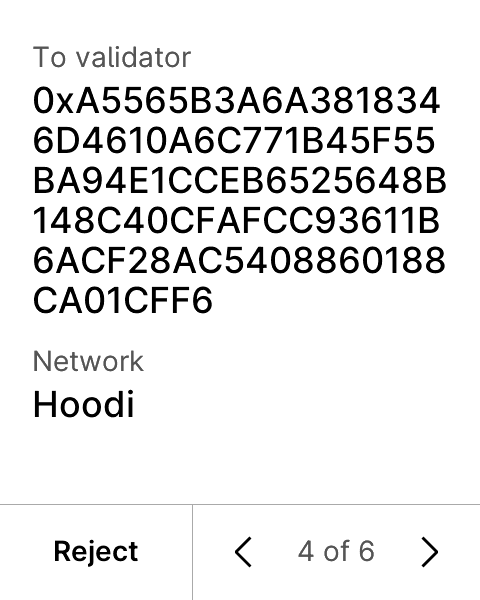 To validator
0xA5565B3A6A381834
6D4610A6C771B45F55
BA94E1CCEB6525648B
148C40CFAFCC93611B
6ACF28AC5408860188
CA01CFF6
Network
Hoodi
Reject
4 of 6